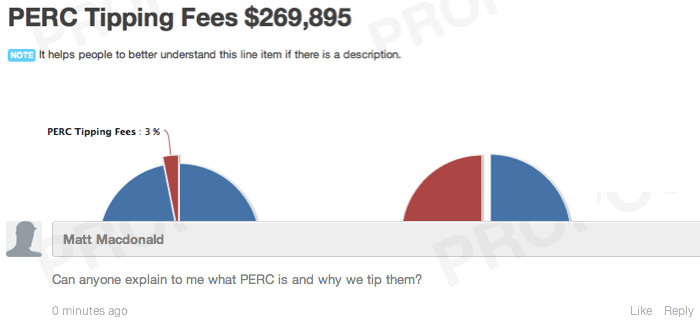 PERC Tipping Fees $269,895
NOTE It helps people to better understand this line item if there is a description.
PERC Tipping Fees : 3 %
Matt Macdonald
Can anyone explain to me what PERC is and why we tip them?
0 minutes ago
Like Reply